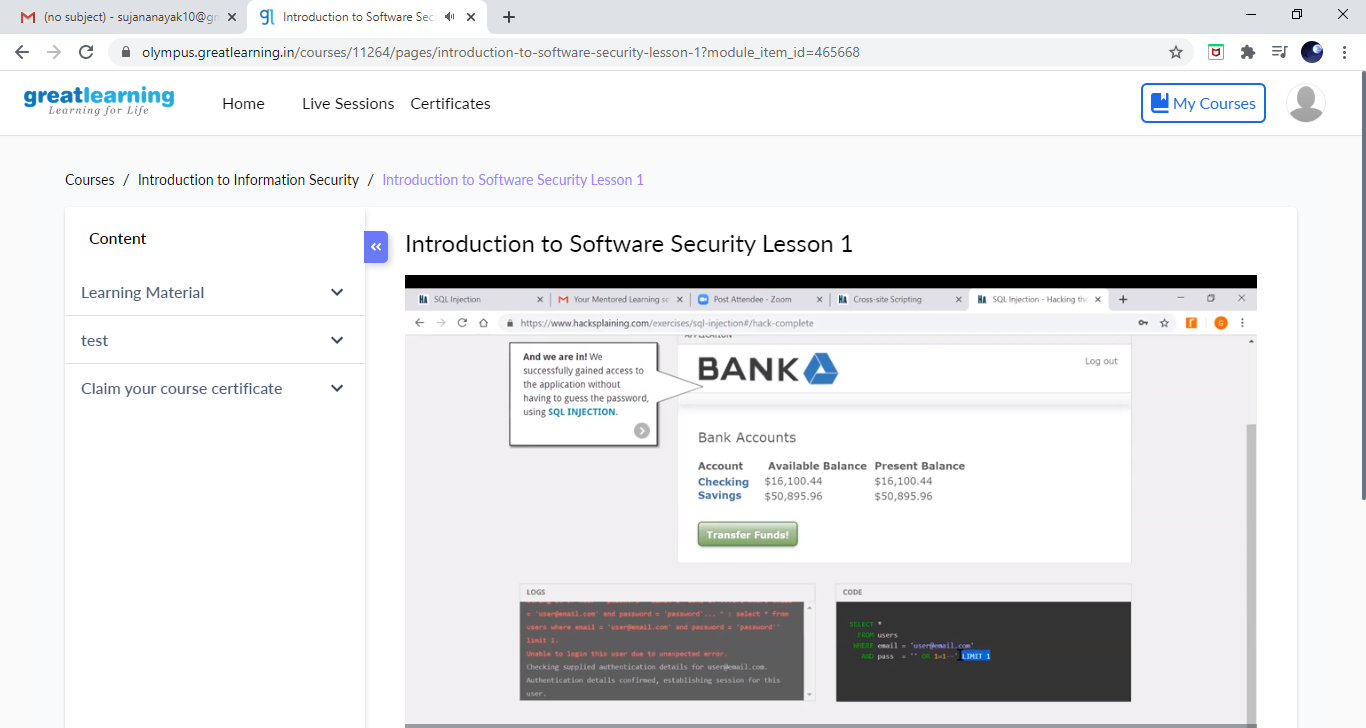 (no subject) - sujananayak10@gr
Introduction to Software Sec
olympus.greatlearning.in/courses/11264/pages/introduction-to-software-security-lesson-1?module_item_id=465668
greatlearning
Learning for Life
Home Live Sessions Certificates
My Courses
Courses / Introduction to Information Security / Introduction to Software Security Lesson 1
Content
Learning Material
test
Claim your course certificate
«
Introduction to Software Security Lesson 1
SQL Injection
Your Mentored Learning se
Post Attendee - Zoom
Cross-site Scripting
SQL Injection - Hacking the
https://www.hacksplaining.com/exercises/sql-injection#/hack-complete
And we are in! We
successfully gained access to
the application without
having to guess the password,
using SQL INJECTION.
BANK
Log out
Bank Accounts
Account Available Balance Present Balance
Checking $16,100.44 $16,100.44
Savings $50,895.96 $50,895.96
Transfer Funds!
LOGS
= 'user@email.com' and password = 'password'... " : select * from
users where email = 'user@email.com' and password = 'password''
limit 1.
Unable to login this user due to unexpected error.
Checking supplied authentication details for user@email.com.
Authentication details confirmed, establishing session for this
user.
CODE
SELECT *
FROM users
WHERE email = 'user@email.com'
AND pass = '' OR 1=1--' LIMIT 1